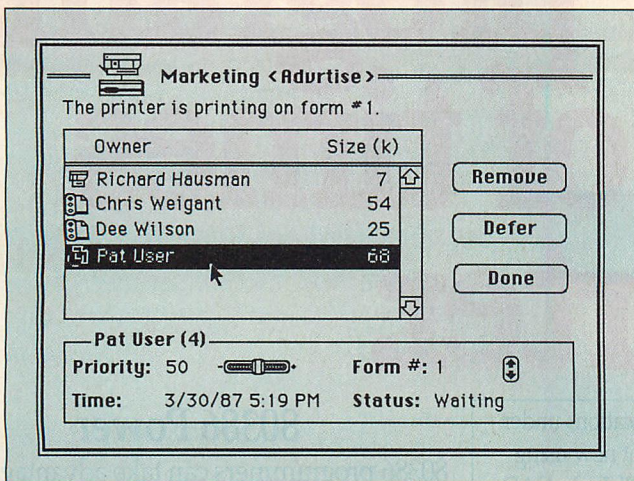 Marketing <Advrtise>
The printer is printing on form #1.
Owner Size (k)
Richard Hausman 7
Chris Weigant 54
Dee Wilson 25
Pat User 68
Remove
Defer
Done
Pat User (4)
Priority: 50 - + Form #: 1
Time: 3/30/87 5:19 PM Status: Waiting